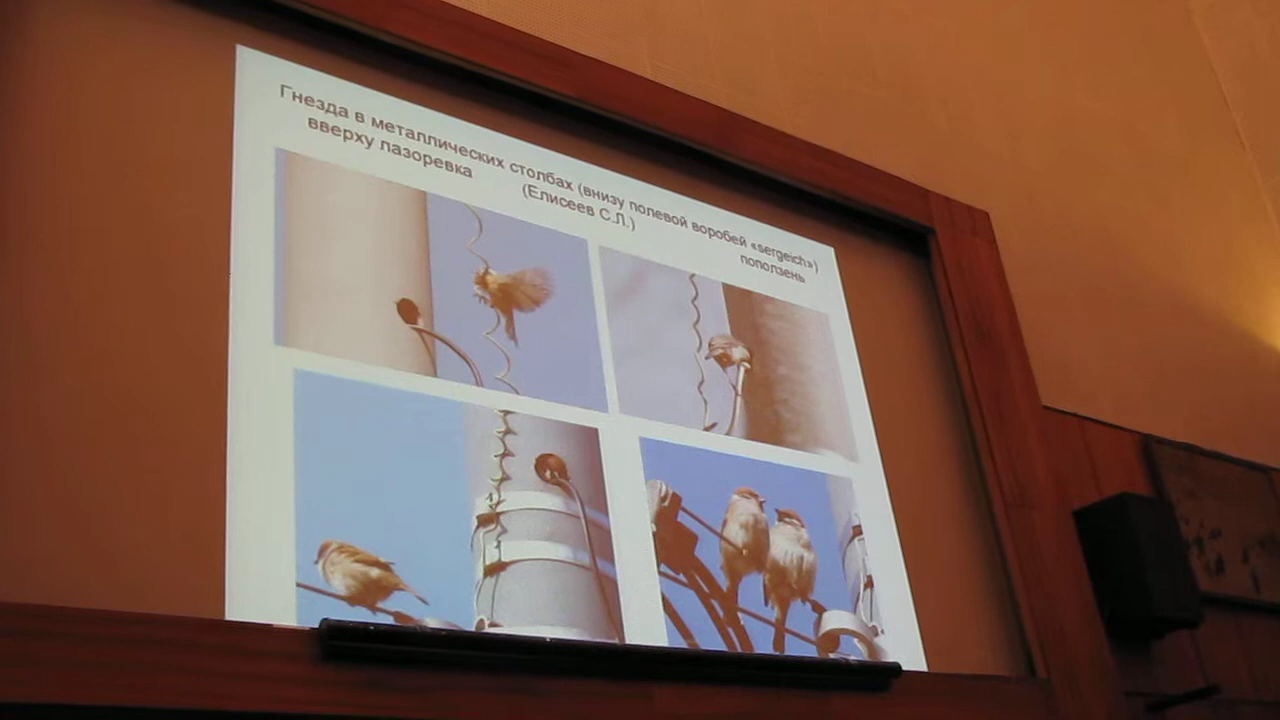 Гнезда в металлических столбах (внизу полевой воробей «sergeich»)
вверху лазоревка (Елисеев С.Л.) поползень